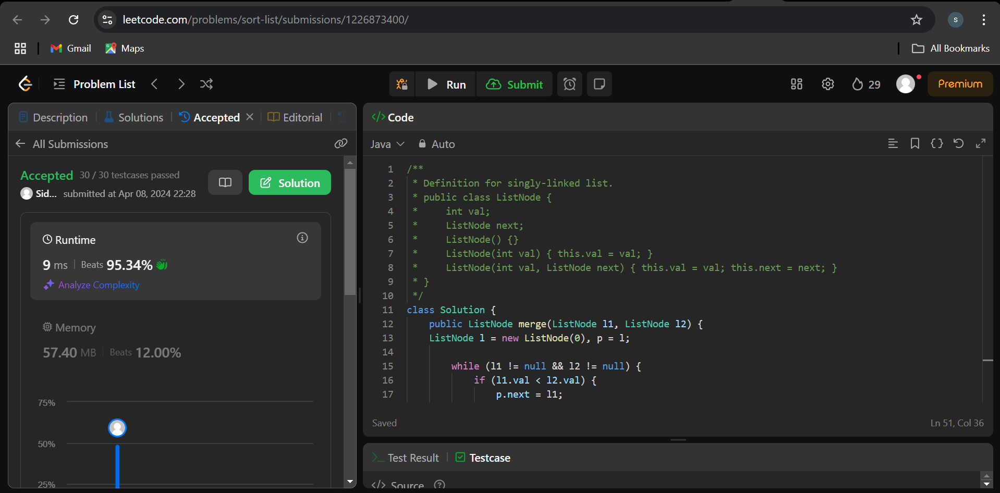 leetcode.com/problems/sort-list/submissions/1226873400/
S
Gmail
Maps
All Bookmarks
Problem List
Run
Submit
29
Premium
Description
Solutions
Accepted
Editorial
All Submissions
Accepted 30 / 30 testcases passed
Solution
Sid... submitted at Apr 08, 2024 22:28
Runtime
9 ms Beats 95.34%
Analyze Complexity
Memory
57.40 MB Beats 12.00%
75%
50%
25%
</> Code
Java
Auto
1 /**
2 * Definition for singly-linked list.
3 * public class ListNode {
4 *     int val;
5 *     ListNode next;
6 *     ListNode() {}
7 *     ListNode(int val) { this.val = val; }
8 *     ListNode(int val, ListNode next) { this.val = val; this.next = next; }
9 * }
10 */
11 class Solution {
12     public ListNode merge(ListNode l1, ListNode l2) {
13     ListNode l = new ListNode(0), p = l;
14
15         while (l1 != null && l2 != null) {
16             if (l1.val < l2.val) {
17                 p.next = l1;
Saved
Ln 51, Col 36
Test Result
Testcase
</> Source